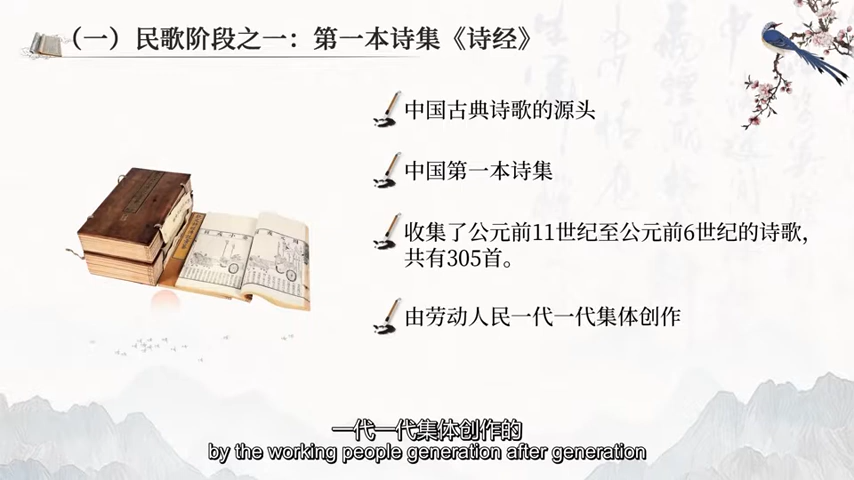 （一）民歌阶段之一：第一本诗集《诗经》
中国古典诗歌的源头
中国第一本诗集
收集了公元前11世纪至公元前6世纪的诗歌,
共有305首。
由劳动人民一代一代集体创作
一代一代集体创作的
by the working people generation after generation